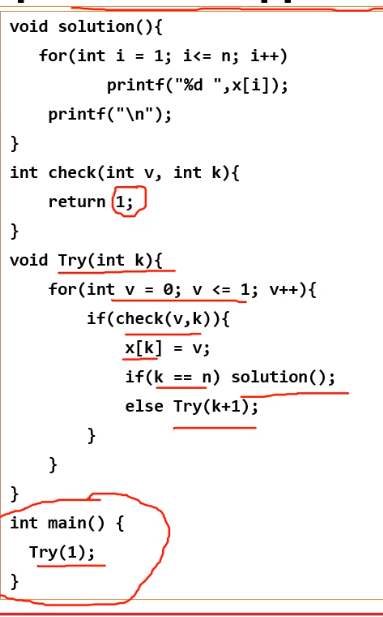 void solution(){
for(int i = 1; i<= n; i++)
printf("%d ",x[i]);
printf("\n");
}
int check(int v, int k){
return 1;
}
void Try(int k){
for(int v = 0; v <= 1; v++){
if(check(v,k)){
x[k] = v;
if(k == n) solution();
else Try(k+1);
}
}
}
int main() {
Try(1);
}